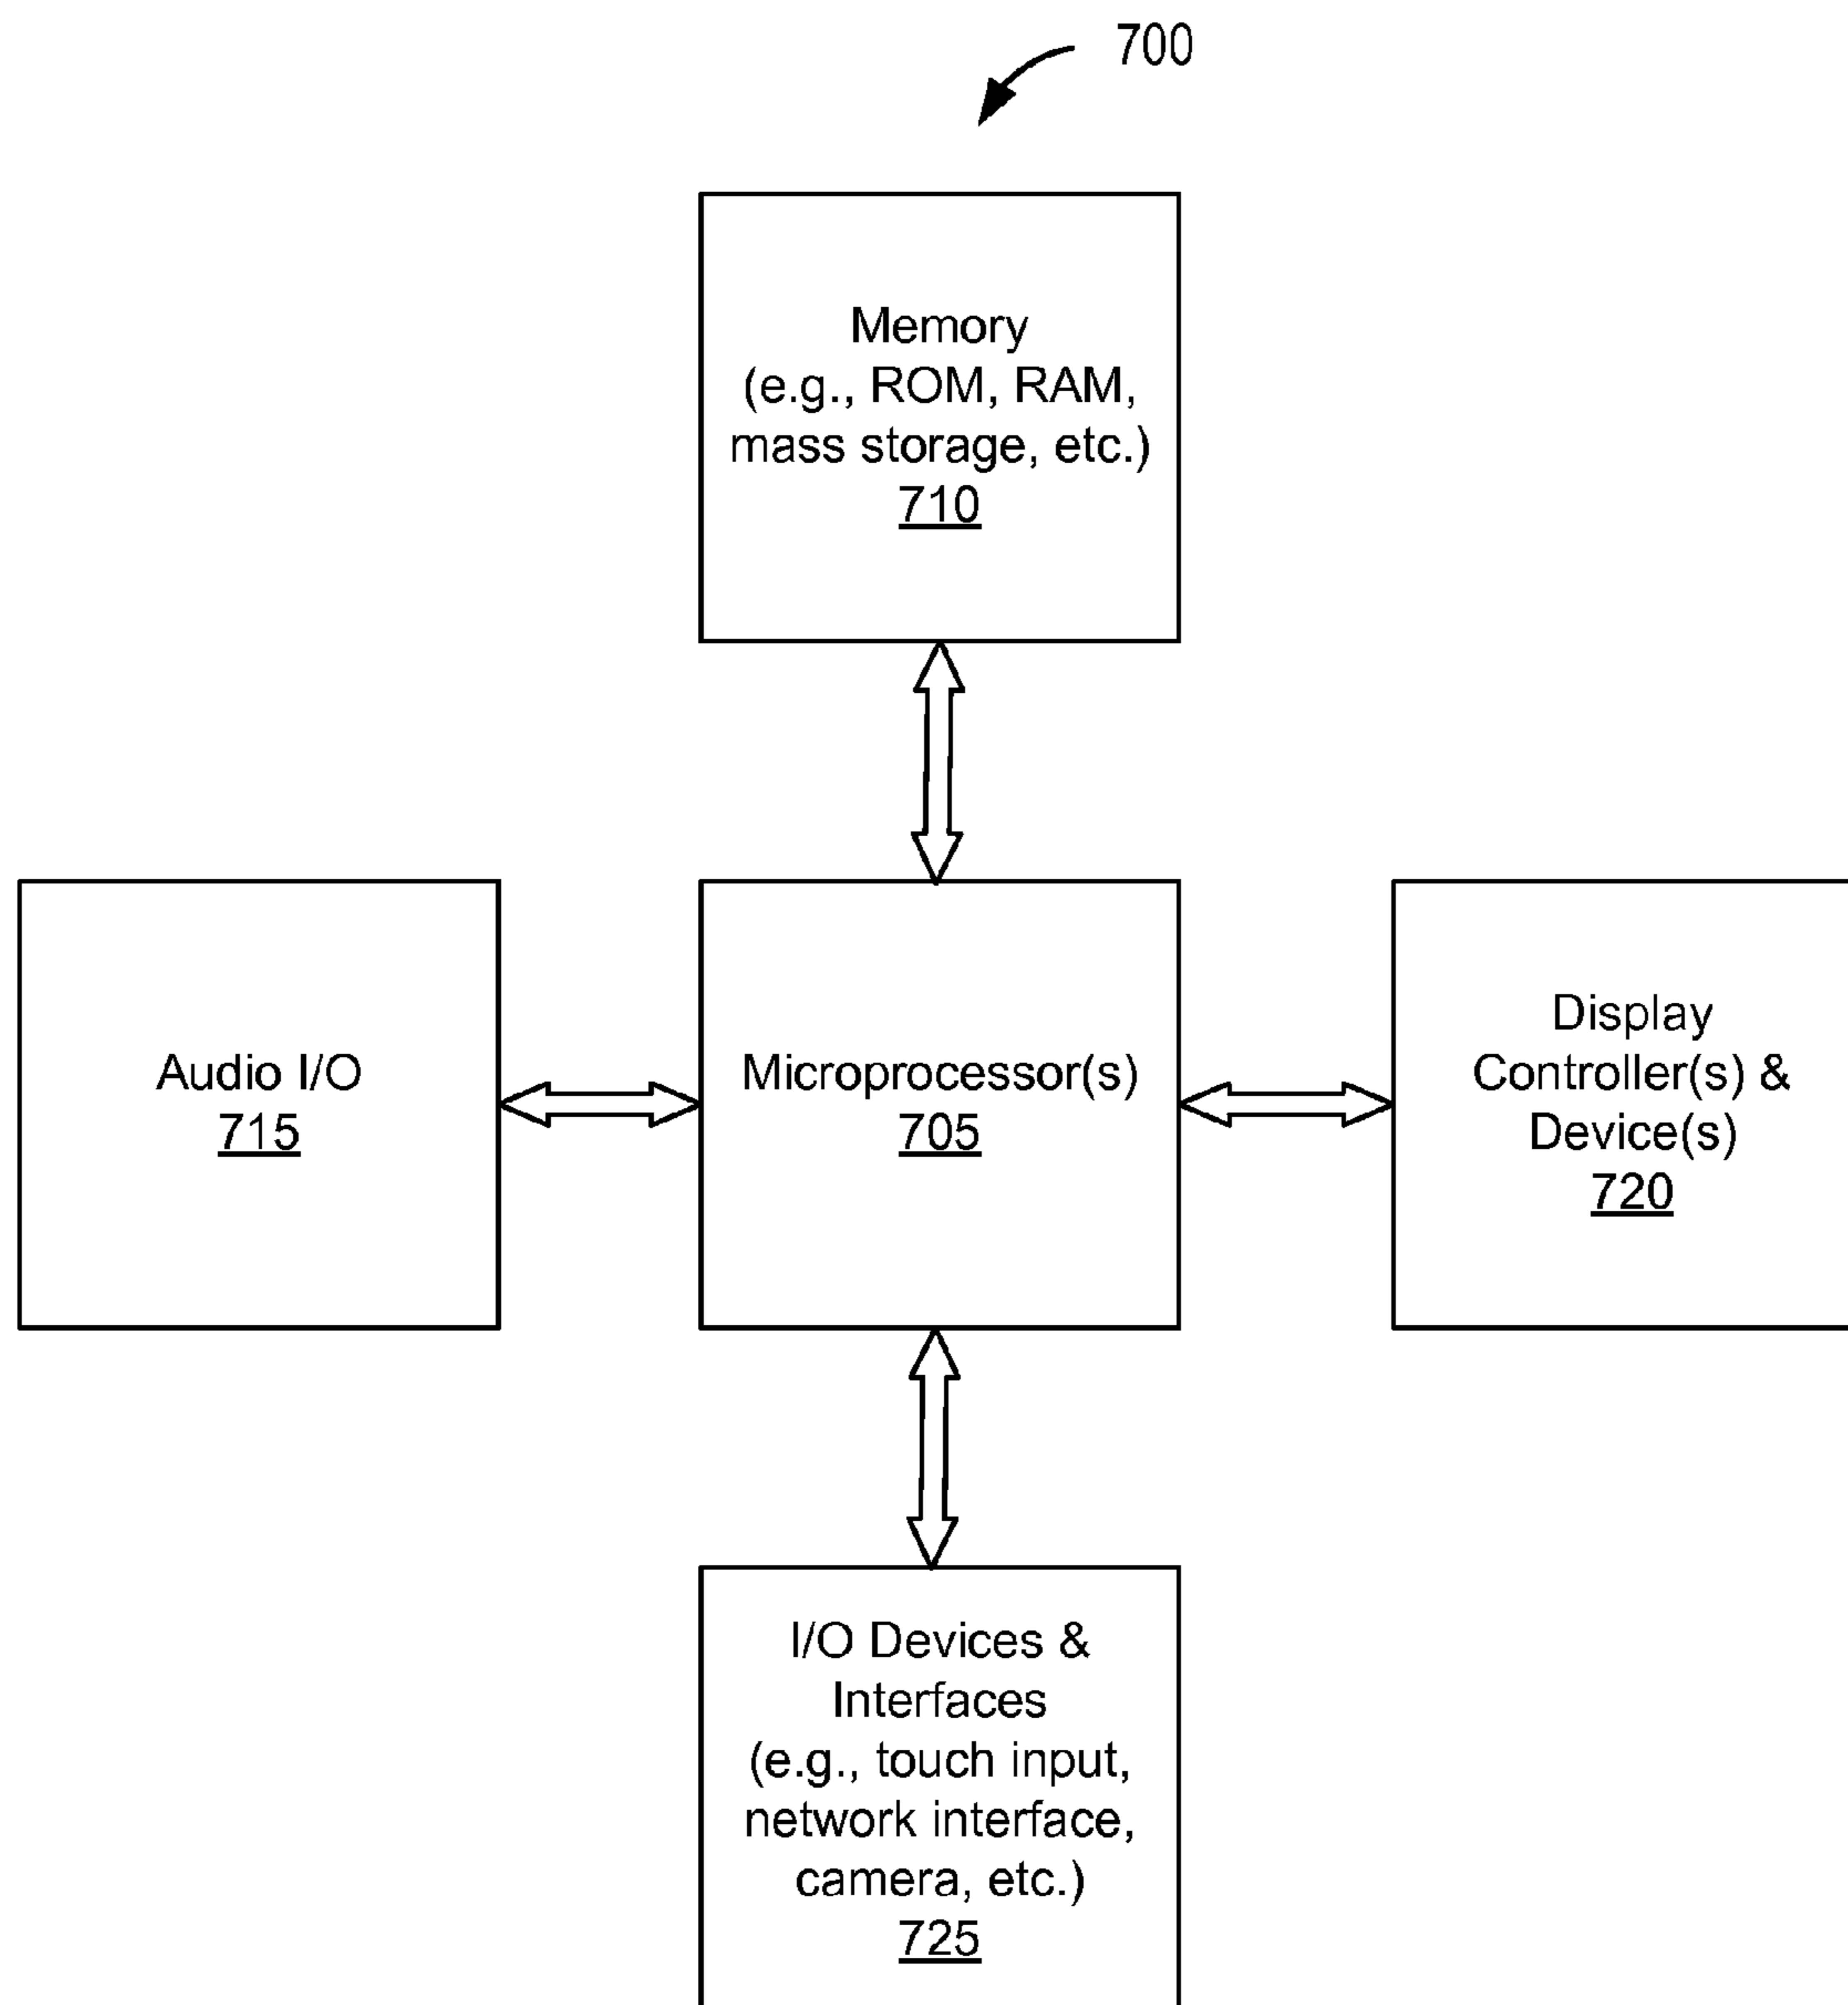 700
Memory
(e.g., ROM, RAM,
mass storage, etc.)
710
Audio I/O
715
Microprocessor(s)
705
Display
Controller(s) &
Device(s)
720
I/O Devices &
Interfaces
(e.g., touch input,
network interface,
camera, etc.)
725